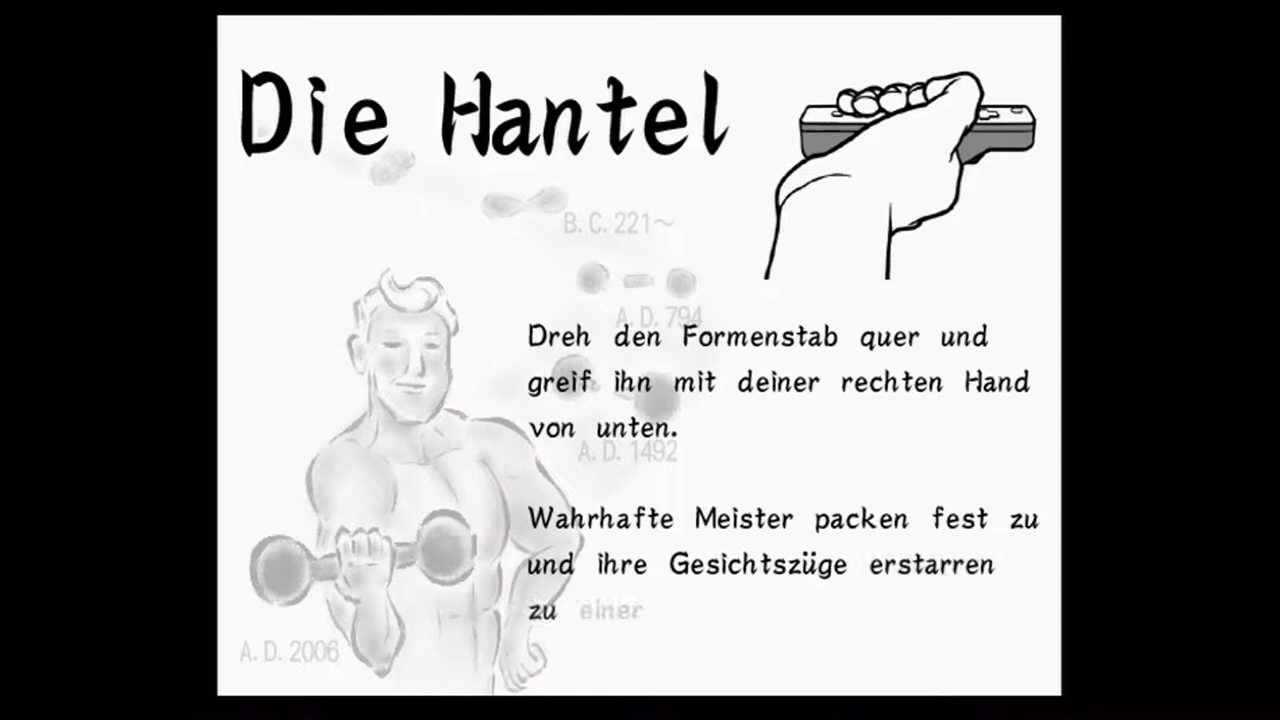 Die Hantel
B. C. 221~
A. D. 794
Dreh den Formenstab quer und
greif ihn mit deiner rechten Hand
von unten.
A. D. 1492
Wahrhafte Meister packen fest zu
und ihre Gesichtszüge erstarren
zu einer
A. D. 2006